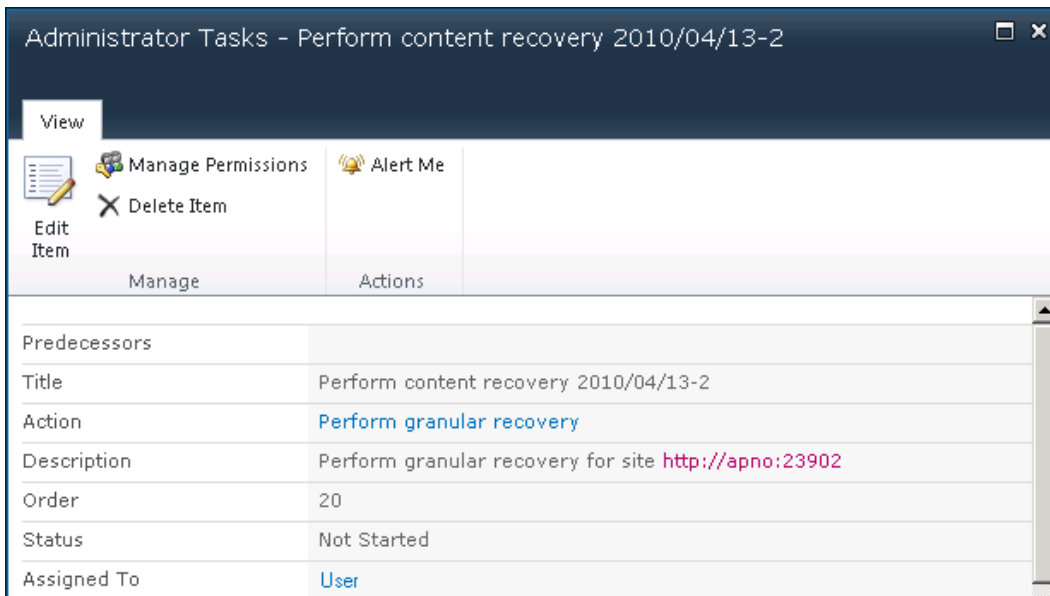 Administrator Tasks - Perform content recovery 2010/04/13-2
View
Edit Item
Manage Permissions
Delete Item
Manage
Alert Me
Actions
Predecessors
Title Perform content recovery 2010/04/13-2
Action Perform granular recovery
Description Perform granular recovery for site http://apno:23902
Order 20
Status Not Started
Assigned To User